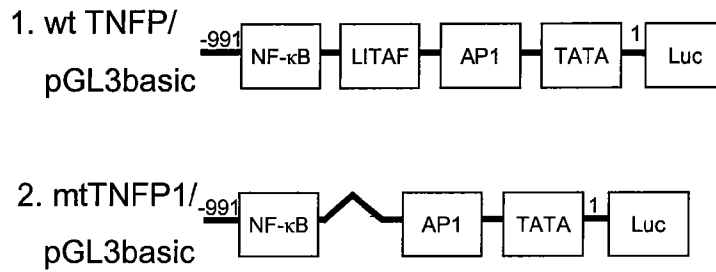 1. wt TNFP/
pGL3basic
-991 NF-κB LITAF AP1 TATA 1 Luc
2. mtTNFP1/
pGL3basic
-991 NF-κB AP1 TATA 1 Luc